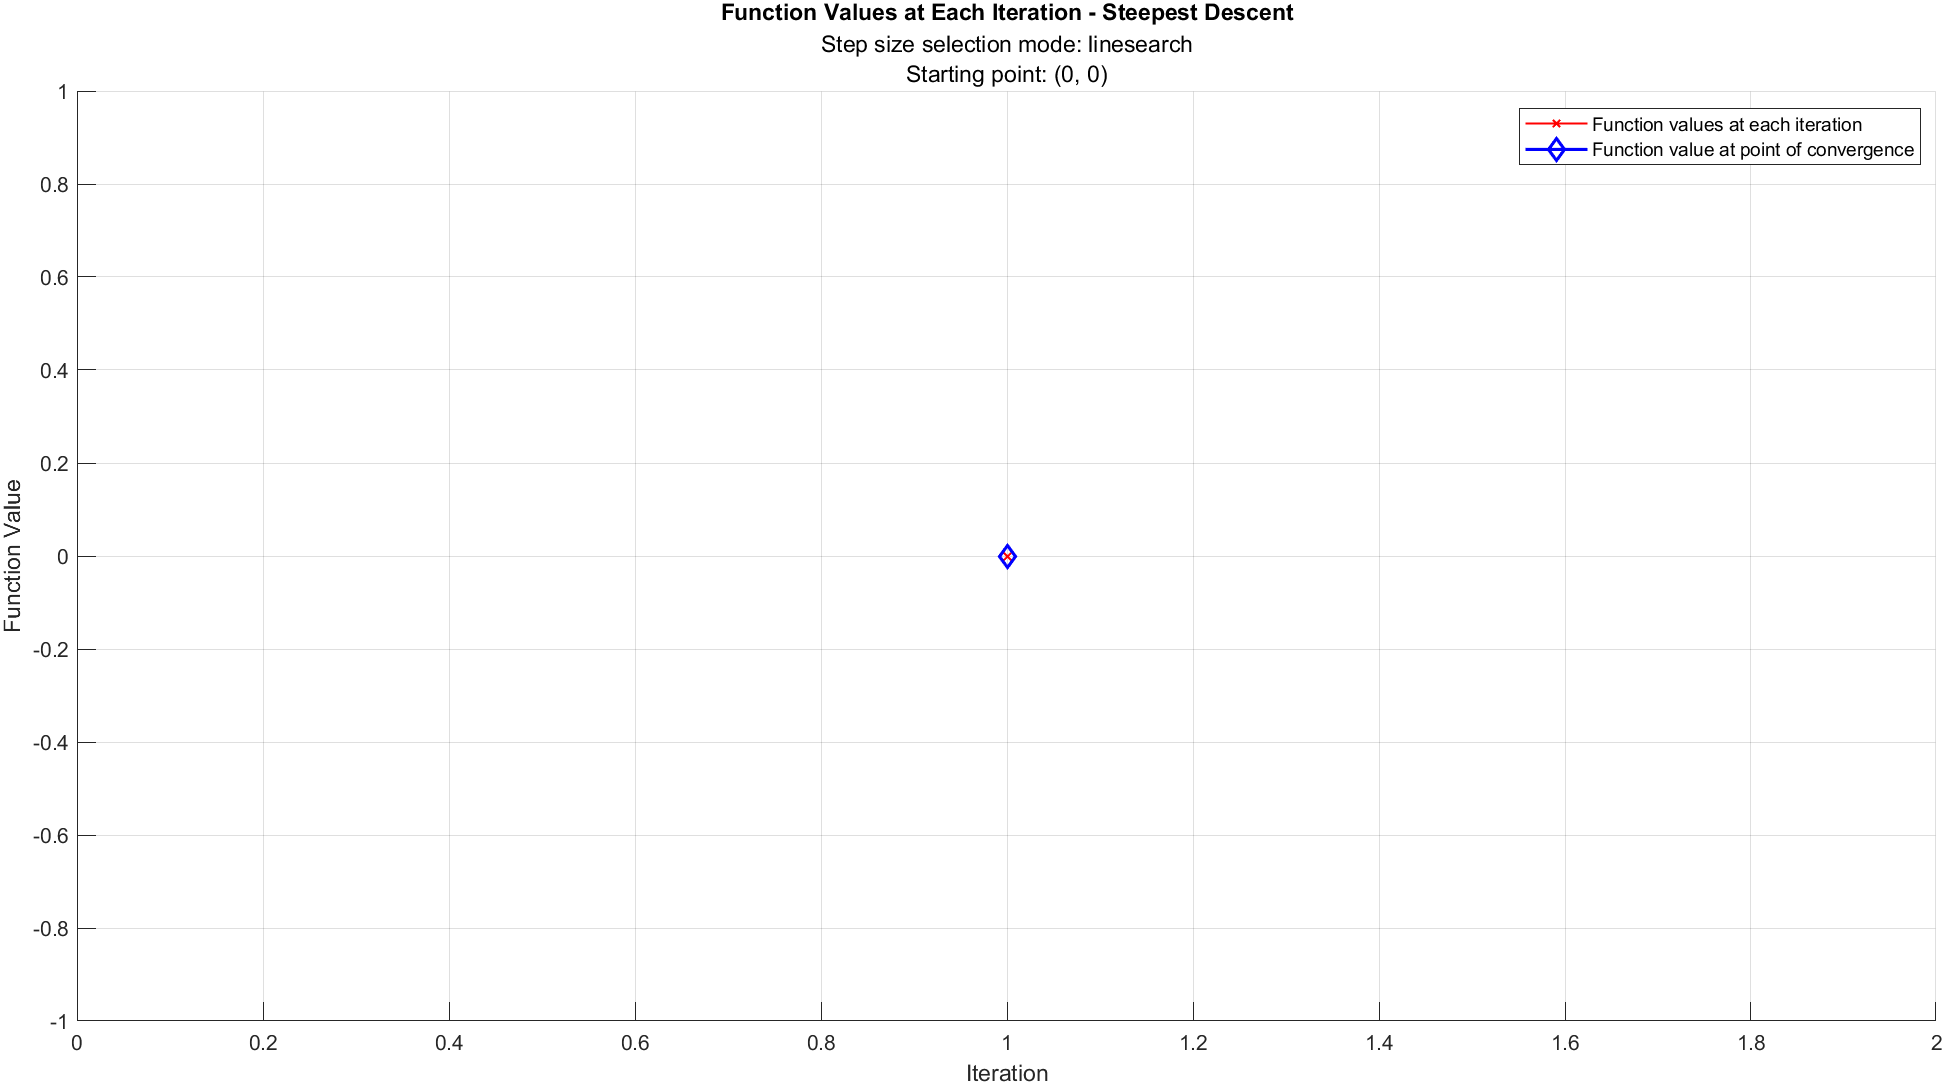 Function Values at Each Iteration - Steepest Descent
Step size selection mode: linesearch
Starting point: (0, 0)
Function values at each iteration
Function value at point of convergence
Function Value
1
0.8
0.6
0.4
0.2
0
-0.2
-0.4
-0.6
-0.8
-1
0 0.2 0.4 0.6 0.8 1 1.2 1.4 1.6 1.8 2
Iteration